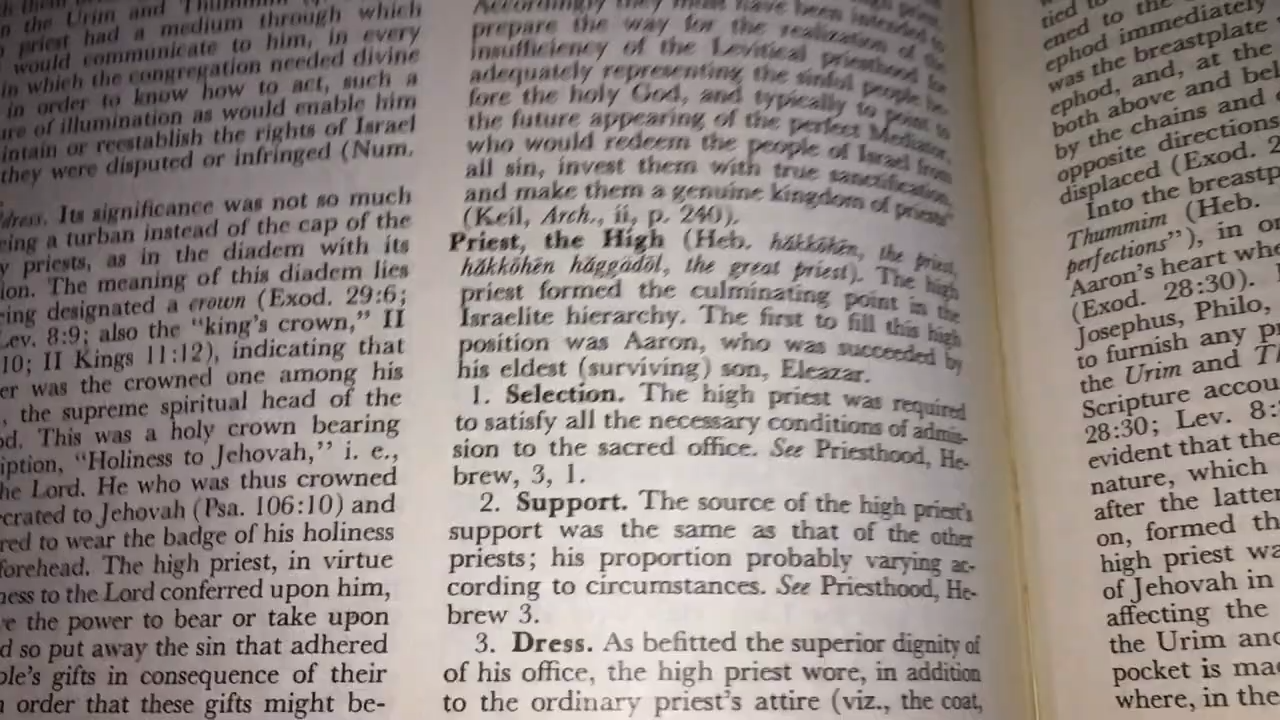 the Urim and Thummim
priest had a medium through which
would communicate to him, in every
in which the congregation needed divine
in order to know how to act, such a
of illumination as would enable him
or reestablish the rights of Israel
they were disputed or infringed (Num.
dress. Its significance was not so much
a turban instead of the cap of the
priests, as in the diadem with its
The meaning of this diadem lies
designated a crown (Exod. 29:6;
8:9; also the “king’s crown,” II
10; II Kings 11:12), indicating that
was the crowned one among his
, the supreme spiritual head of the
This was a holy crown bearing
“Holiness to Jehovah,” i. e.,
Lord. He who was thus crowned
to Jehovah (Psa. 106:10) and
to wear the badge of his holiness
forehead. The high priest, in virtue
to the Lord conferred upon him,
the power to bear or take upon
so put away the sin that adhered
gifts in consequence of their
order that these gifts might be-
Accordingly they must have been intended to
prepare the way for the realization of the
insufficiency of the Levitical priesthood for
adequately representing the sinful people be-
fore the holy God, and typically to point to
the future appearing of the perfect Mediator,
who would redeem the people of Israel from
all sin, invest them with true sanctification,
and make them a genuine kingdom of priests”
(Keil, Arch., ii, p. 240).
Priest, the High (Heb. hăkkōhēn, the priest,
hăkkōhēn hăggädōl, the great priest). The high
priest formed the culminating point in the
Israelite hierarchy. The first to fill this high
position was Aaron, who was succeeded by
his eldest (surviving) son, Eleazar.
1. Selection. The high priest was required
to satisfy all the necessary conditions of admis-
sion to the sacred office. See Priesthood, He-
brew, 3, 1.
2. Support. The source of the high priest’s
support was the same as that of the other
priests; his proportion probably varying ac-
cording to circumstances. See Priesthood, He-
brew 3.
3. Dress. As befitted the superior dignity of
of his office, the high priest wore, in addition
to the ordinary priest’s attire (viz., the coat,
tied to
ened to the
ephod immediately
was the breastplate
ephod, and, at the
both above and
by the chains and
opposite directions
displaced (Exod.
Into the
Thummim (Heb.
perfections”), in
Aaron’s heart
(Exod. 28:30).
Josephus, Philo,
to furnish any
the Urim and
Scripture
28:30; Lev. 8:
evident that the
nature, which
after the latter
on, formed
high priest
of Jehovah in
affecting the
the Urim
pocket is
where, in the